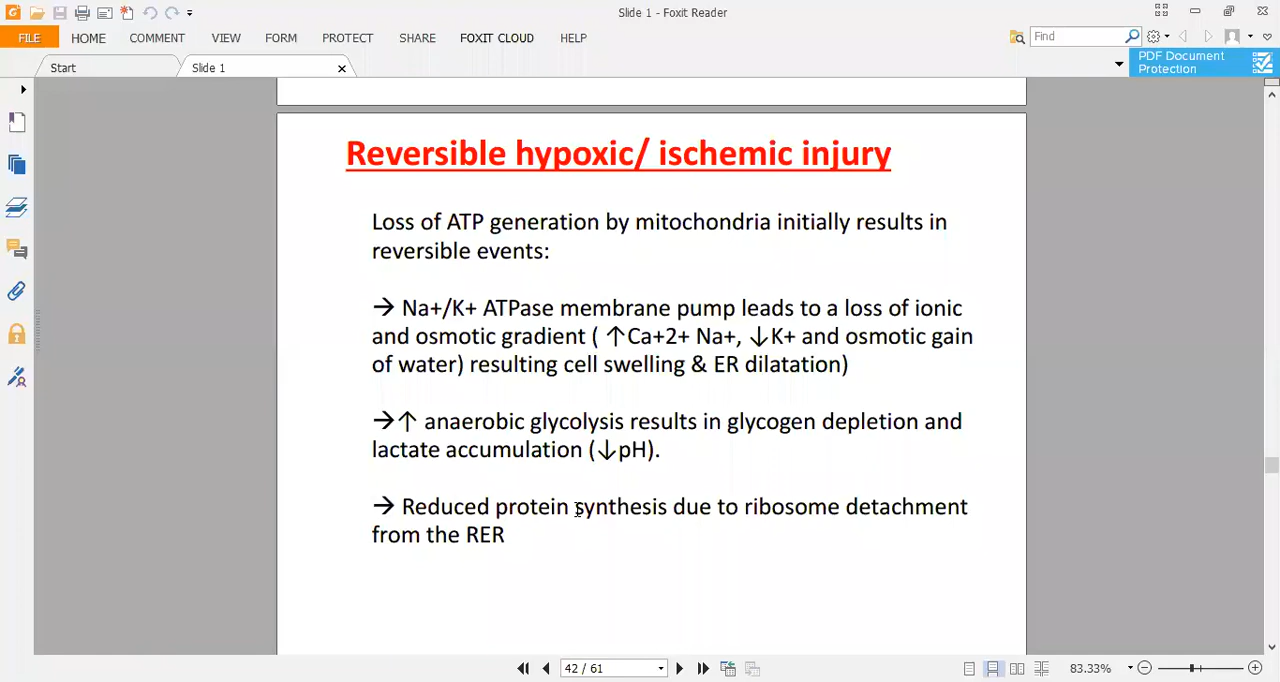 Slide 1 - Foxit Reader
FILE HOME COMMENT VIEW FORM PROTECT SHARE FOXIT CLOUD HELP
Find
Start Slide 1
PDF Document
Protection
Reversible hypoxic/ ischemic injury
Loss of ATP generation by mitochondria initially results in
reversible events:
→ Na+/K+ ATPase membrane pump leads to a loss of ionic
and osmotic gradient ( ↑Ca+2+ Na+, ↓K+ and osmotic gain
of water) resulting cell swelling & ER dilatation)
→↑ anaerobic glycolysis results in glycogen depletion and
lactate accumulation (↓pH).
→ Reduced protein synthesis due to ribosome detachment
from the RER
42 / 61
83.33%